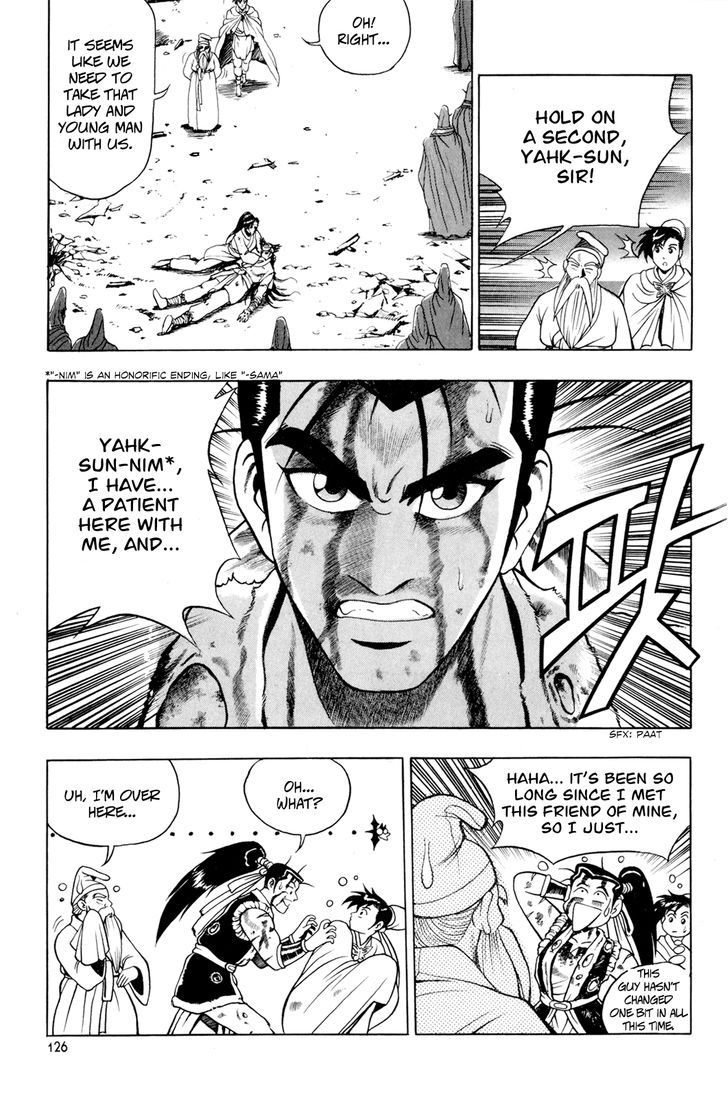 OH!
RIGHT...
IT SEEMS
LIKE WE
NEED TO
TAKE THAT
LADY AND
YOUNG MAN
WITH US.
HOLD ON
A SECOND,
YAHK-SUN,
SIR!
*"-NIM" IS AN HONORIFIC ENDING, LIKE "-SAMA"
YAHK-
SUN-NIM*,
I HAVE...
A PATIENT
HERE WITH
ME, AND...
팟
SFX: PAAT
UH, I'M OVER
HERE...
OH...
WHAT?
HAHA... IT'S BEEN SO
LONG SINCE I MET
THIS FRIEND OF MINE,
SO I JUST...
THIS
GUY HASN'T
CHANGED
ONE BIT IN ALL
THIS TIME.
126